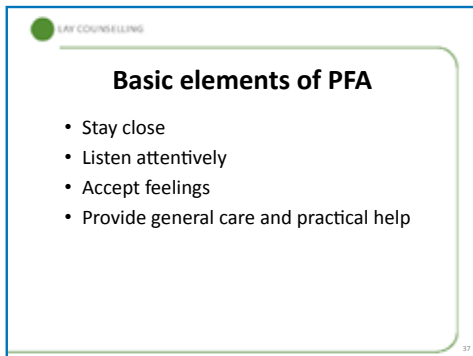 LAY COUNSELLING
Basic elements of PFA
• Stay close
• Listen attentively
• Accept feelings
• Provide general care and practical help
37